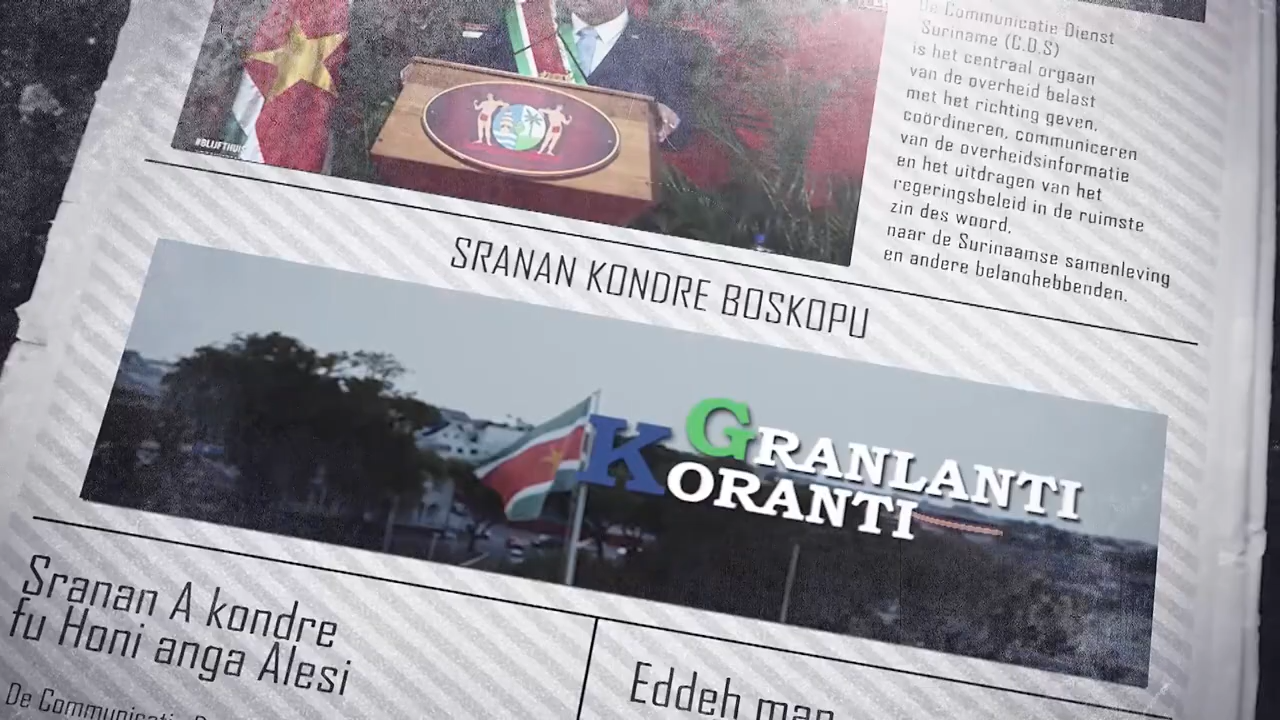 #BLIJFTHUIS
De Communicatie Dienst
Suriname (C.D.S)
is het centraal orgaan
van de overheid belast
met het richting geven,
coördineren, communiceren
van de overheidsinformatie
en het uitdragen van het
regeringsbeleid in de ruimste
zin des woord,
naar de Surinaamse samenleving
en andere belanghebbenden.
SRANAN KONDRE BOSKOPU
GRANLANTI
KORANTI
Sranan A kondre
fu Honi anga Alesi
De Communicatie
Eddeh man